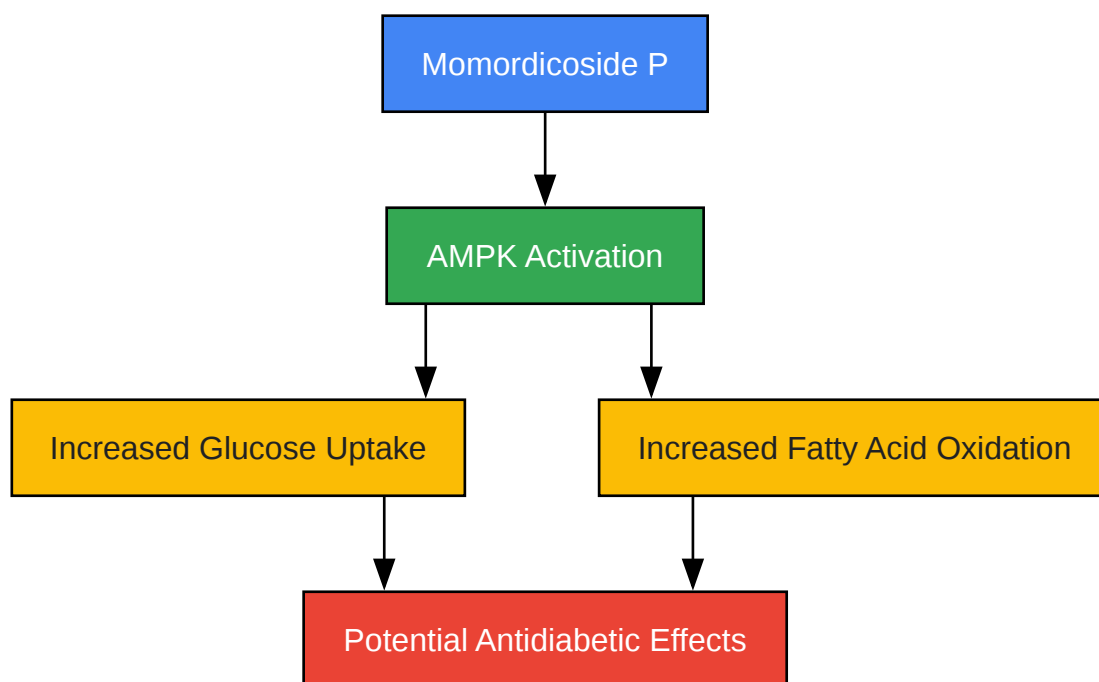 Momordicoside P
AMPK Activation
Increased Glucose Uptake
Increased Fatty Acid Oxidation
Potential Antidiabetic Effects